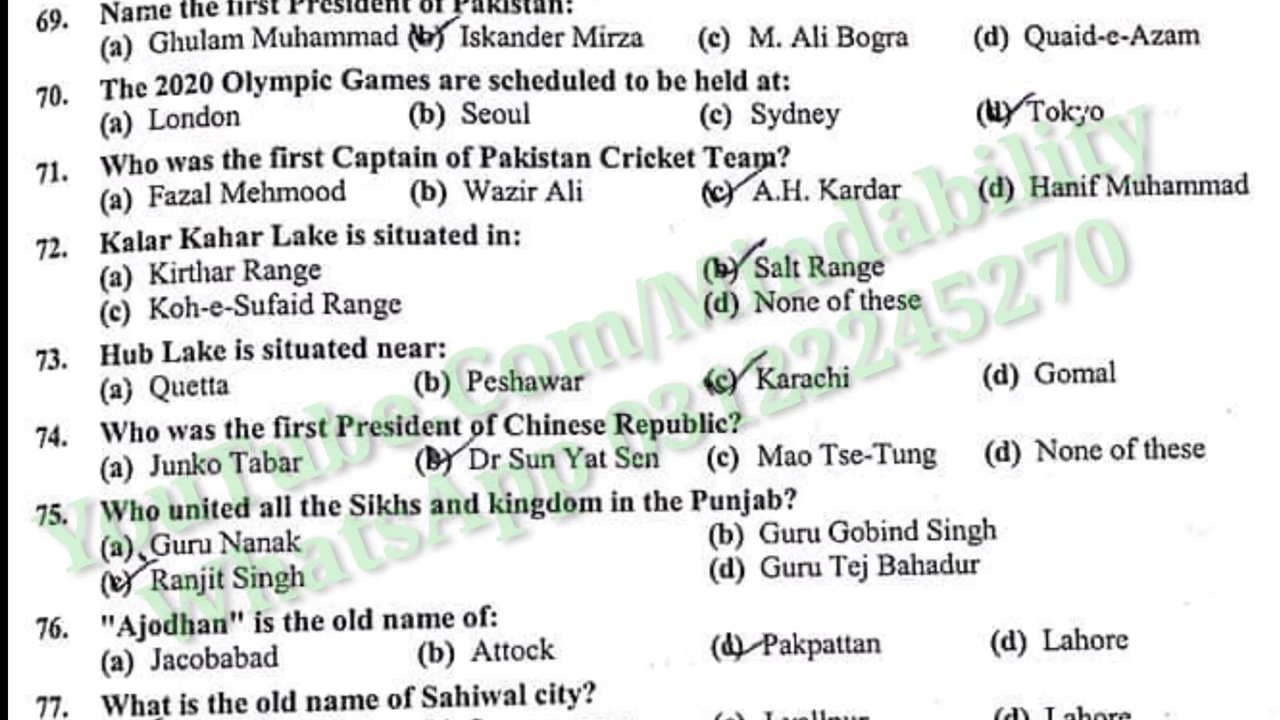 69. Name the first President of Pakistan:
(a) Ghulam Muhammad (b) Iskander Mirza (c) M. Ali Bogra (d) Quaid-e-Azam
70. The 2020 Olympic Games are scheduled to be held at:
(a) London (b) Seoul (c) Sydney (d) Tokyo
71. Who was the first Captain of Pakistan Cricket Team?
(a) Fazal Mehmood (b) Wazir Ali (c) A.H. Kardar (d) Hanif Muhammad
72. Kalar Kahar Lake is situated in:
(a) Kirthar Range (b) Salt Range
(c) Koh-e-Sufaid Range (d) None of these
73. Hub Lake is situated near:
(a) Quetta (b) Peshawar (c) Karachi (d) Gomal
74. Who was the first President of Chinese Republic?
(a) Junko Tabar (b) Dr Sun Yat Sen (c) Mao Tse-Tung (d) None of these
75. Who united all the Sikhs and kingdom in the Punjab?
(a) Guru Nanak (b) Guru Gobind Singh
(c) Ranjit Singh (d) Guru Tej Bahadur
76. "Ajodhan" is the old name of:
(a) Jacobabad (b) Attock (d) Pakpattan (d) Lahore
77. What is the old name of Sahiwal city?
(c) Lyallpur (d) Lahore
YouTube.Com/Mindability
WhatsApp 03122245270